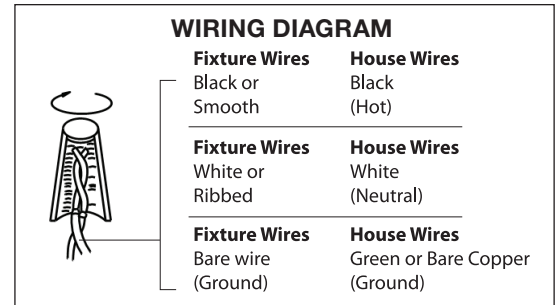 WIRING DIAGRAM
Fixture Wires House Wires
Black or Black
Smooth (Hot)
Fixture Wires House Wires
White or White
Ribbed (Neutral)
Fixture Wires House Wires
Bare wire Green or Bare Copper
(Ground) (Ground)